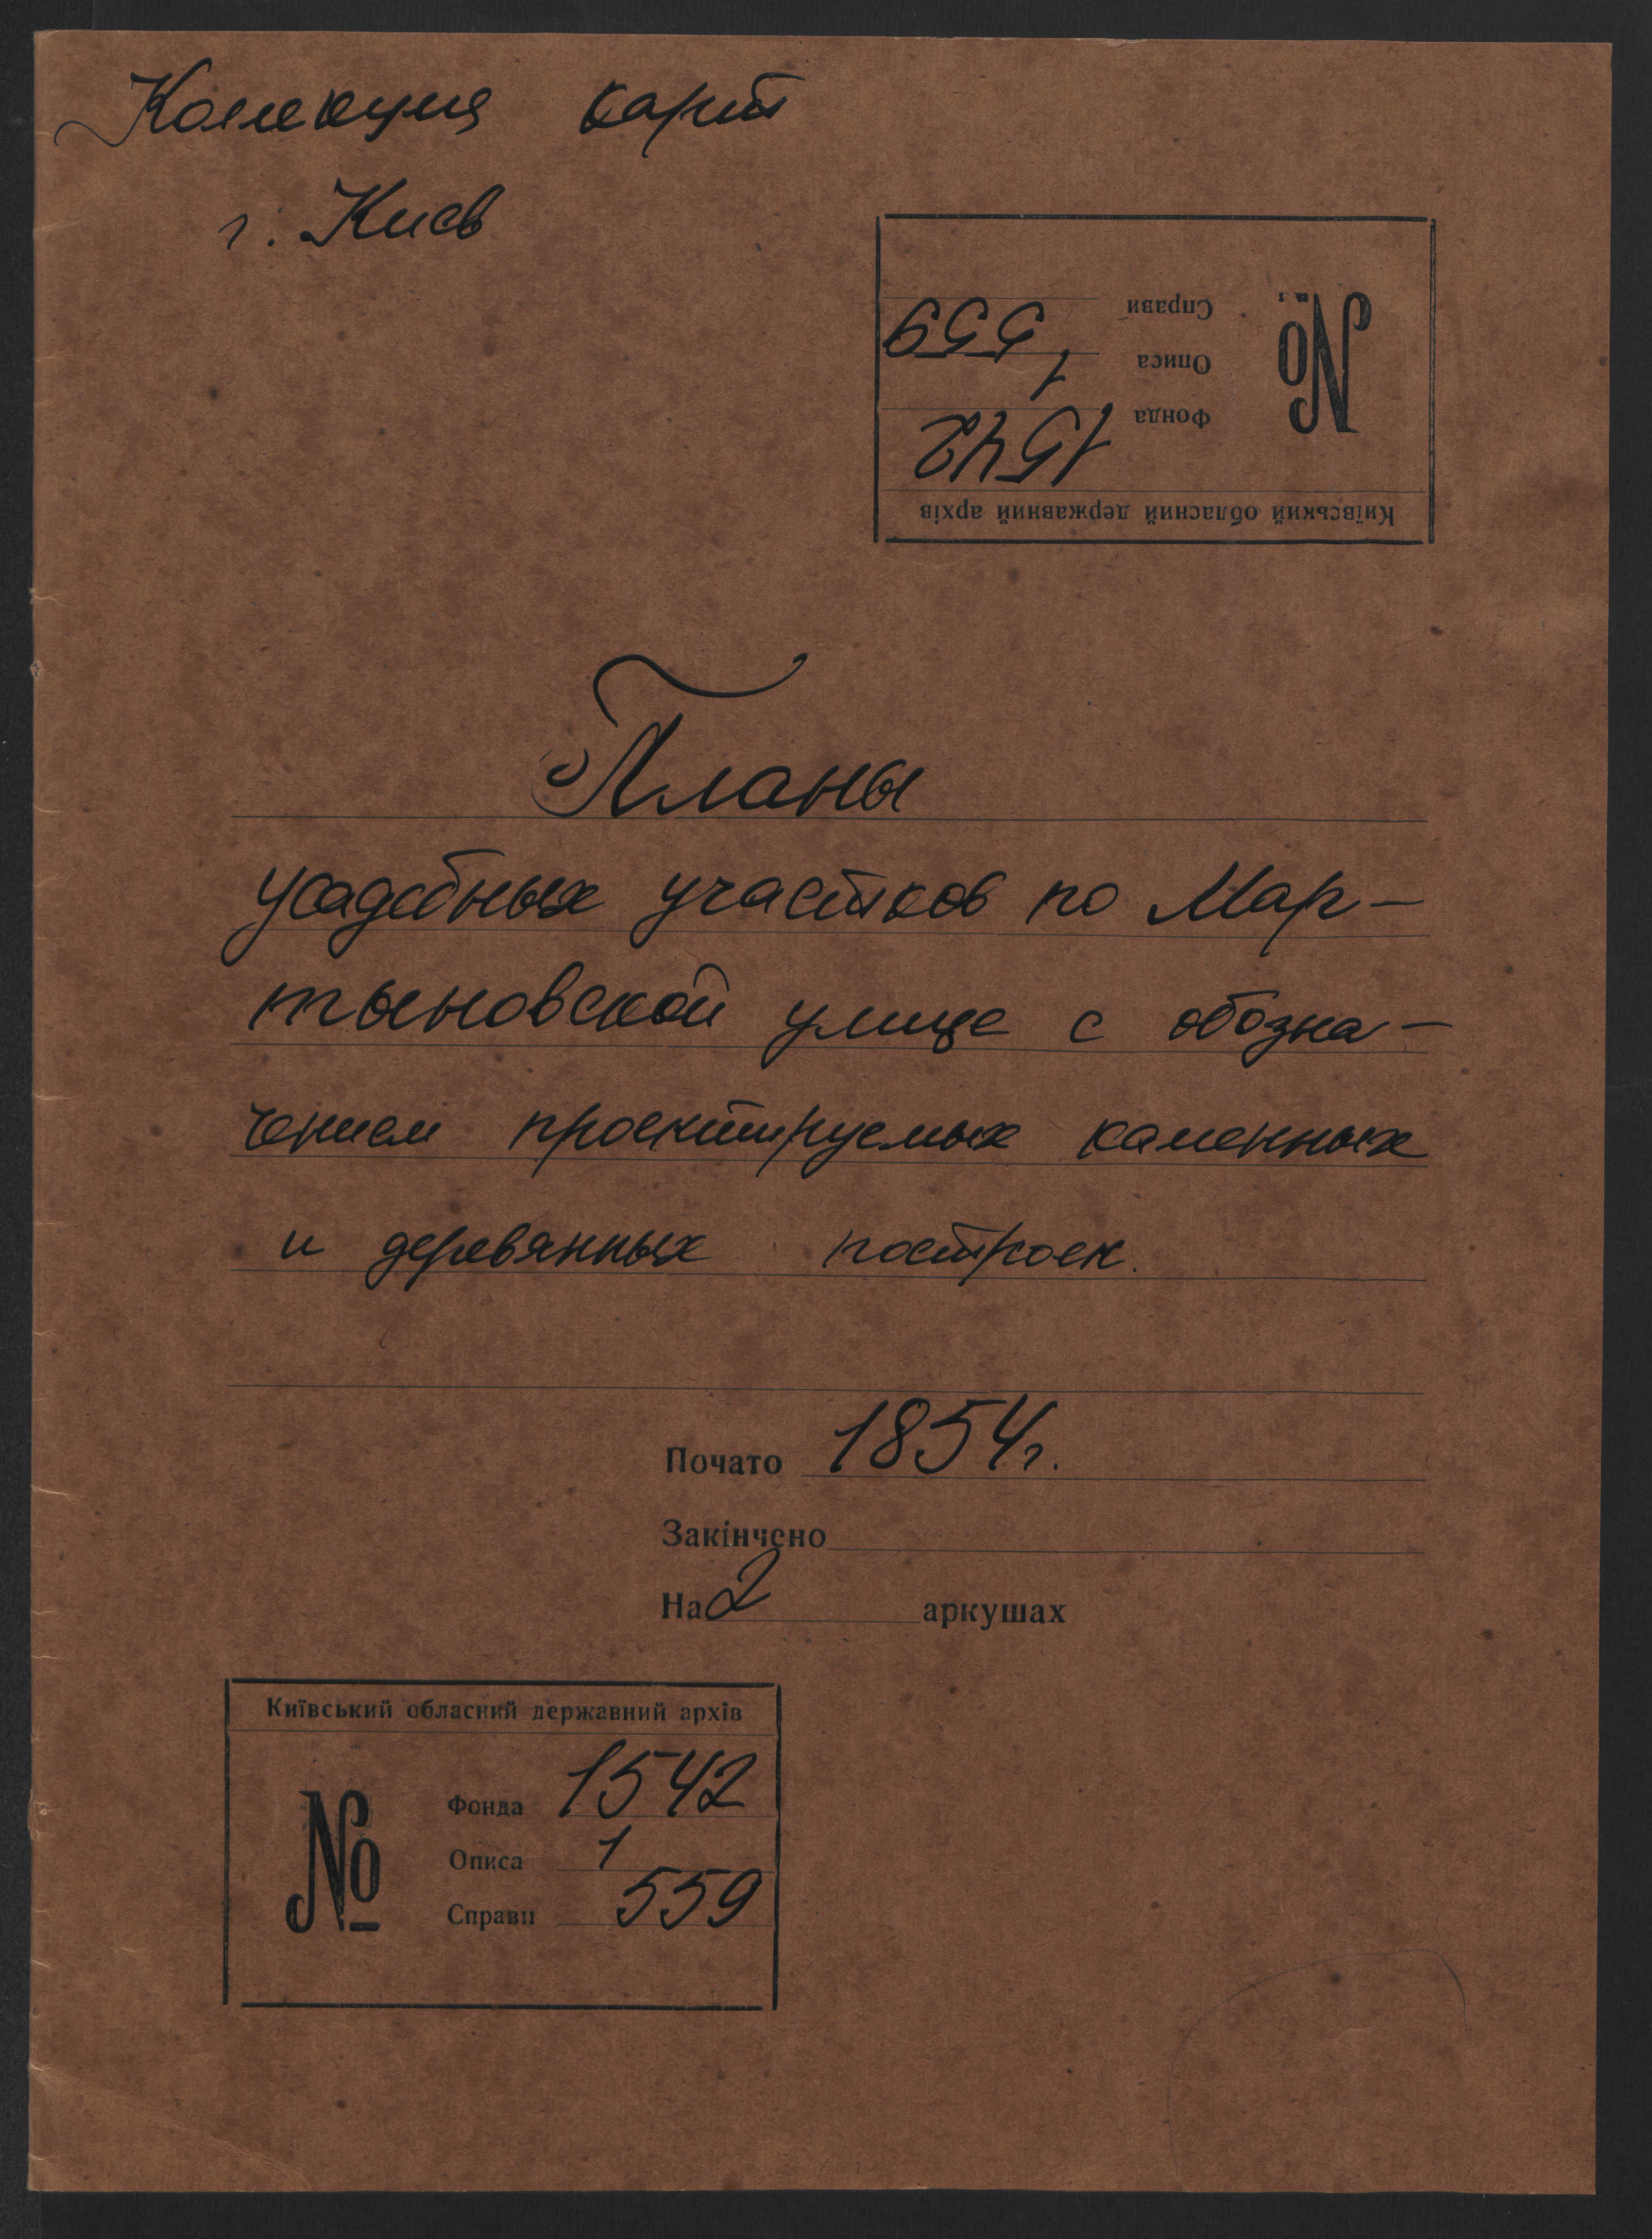 Коллекция карт
г. Киев
Київський обласний державний архів
№
Фонда 1542
Описа 1
Справи 559
Планы
усадебных участков по Мар-
тыновской улице с обозна-
чением проектируемых каменных
и деревянных построек.
Почато 1854г.
Закінчено
На 2 аркушах
Київський обласний державний архів
№
Фонда 1542
Описа 1
Справи 559